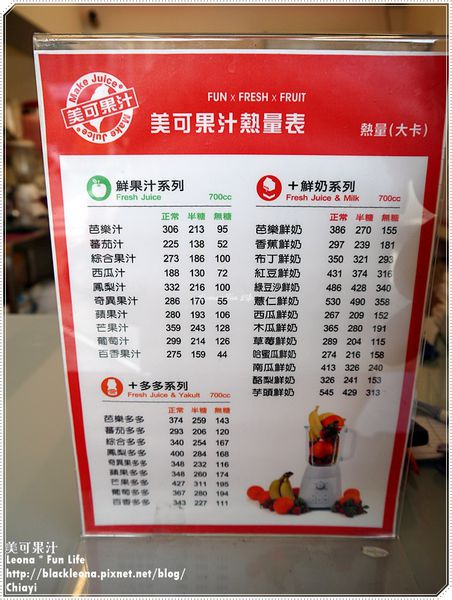 Make Juice®
美可果汁
Make Juice®
FUN x FRESH x FRUIT
美可果汁熱量表
熱量(大卡)
鮮果汁系列
Fresh Juice 700cc
正常 半糖 無糖
芭樂汁 306 213 95
蕃茄汁 225 138 52
綜合果汁 273 186 100
西瓜汁 188 130 72
鳳梨汁 332 216 100
奇異果汁 286 170 55
蘋果汁 280 193 106
芒果汁 359 243 128
葡萄汁 299 214 126
百香果汁 275 159 44
+多多系列
Fresh Juice & Yakult 700cc
正常 半糖 無糖
芭樂多多 374 259 143
蕃茄多多 293 206 120
綜合多多 340 254 167
鳳梨多多 400 284 168
奇異果多多 348 232 116
蘋果多多 348 260 174
芒果多多 427 311 195
葡萄多多 367 280 194
百香多多 343 227 111
+鮮奶系列
Fresh Juice & Milk 700cc
正常 半糖 無糖
芭樂鮮奶 386 270 155
香蕉鮮奶 297 239 181
布丁鮮奶 350 321 293
紅豆鮮奶 431 374 316
綠豆沙鮮奶 486 428 340
薏仁鮮奶 530 490 358
西瓜鮮奶 267 209 152
木瓜鮮奶 365 280 191
草莓鮮奶 289 204 115
哈蜜瓜鮮奶 274 216 158
南瓜鮮奶 413 326 240
酪梨鮮奶 326 241 153
芋頭鮮奶 545 429 313
美可果汁
Leona * Fun Life
http://blackleona.pixnet.net/blog/
Chiayi